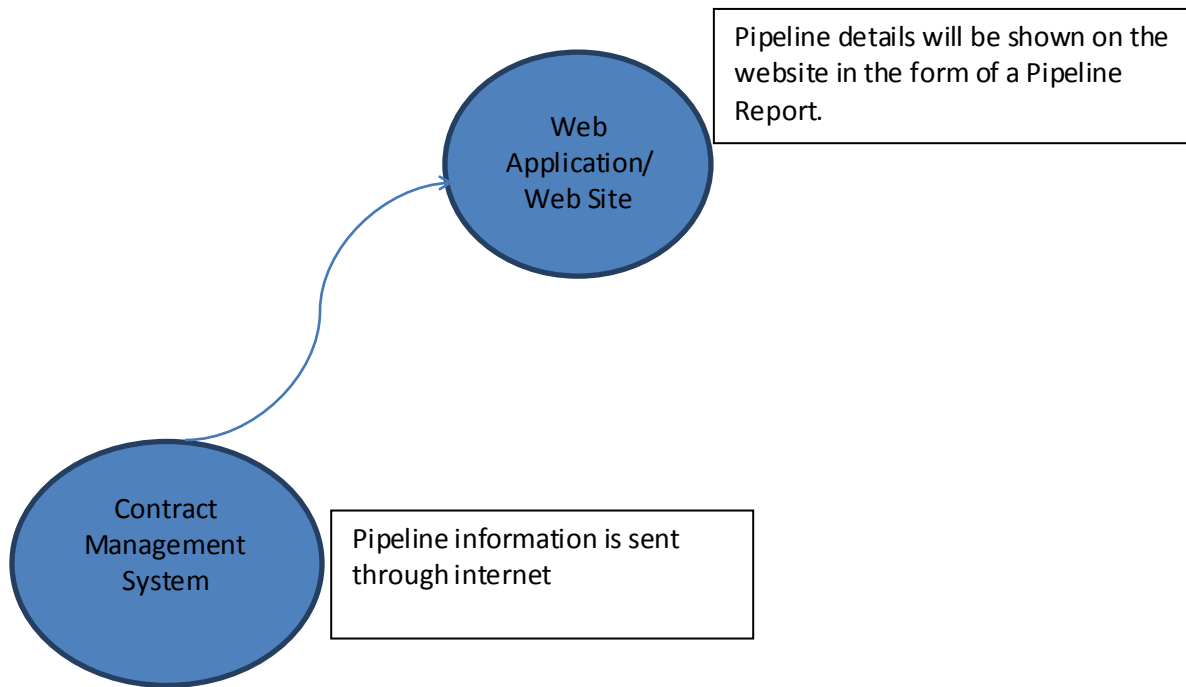 Pipeline details will be shown on the
website in the form of a Pipeline
Report.
Web
Application/
Web Site
Contract
Management
System
Pipeline information is sent
through internet